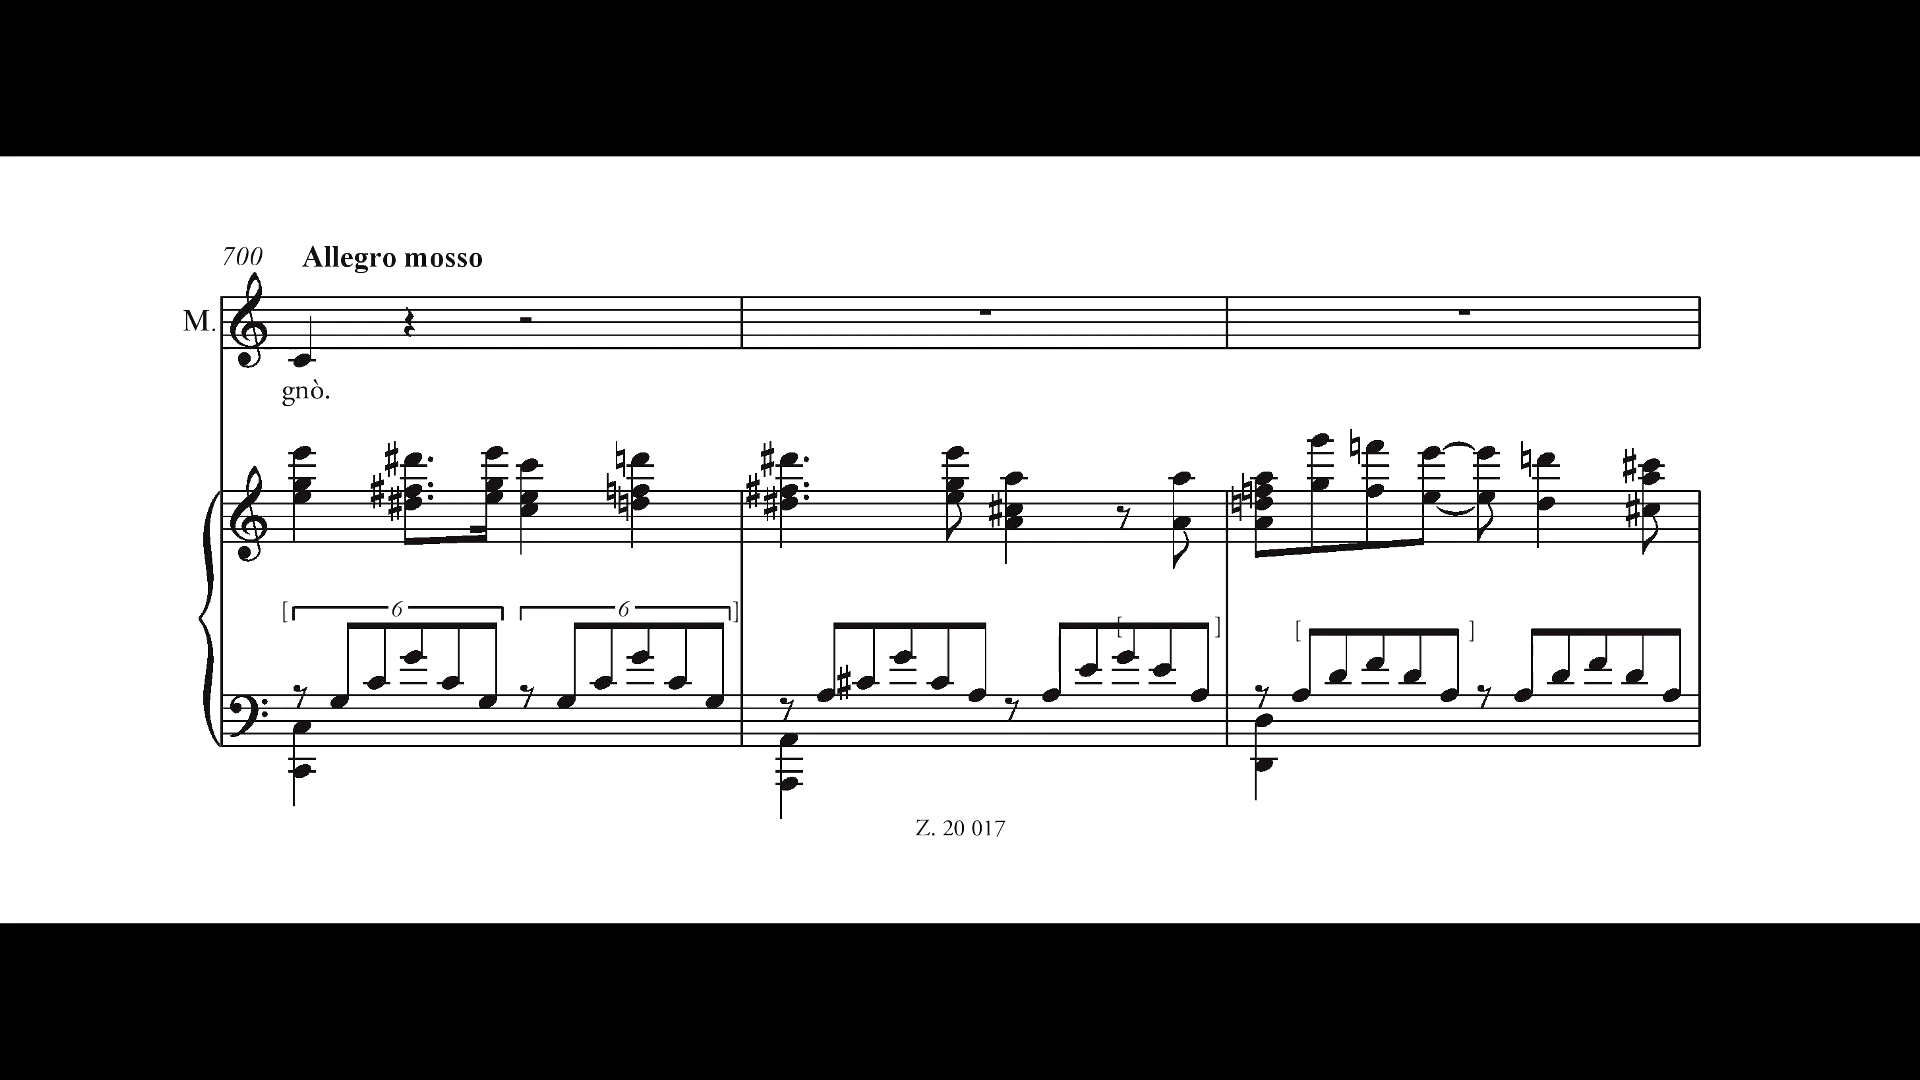 700 Allegro mosso
M.
gnò.
[ 6 6 ]
[ ] [ ]
Z. 20 017